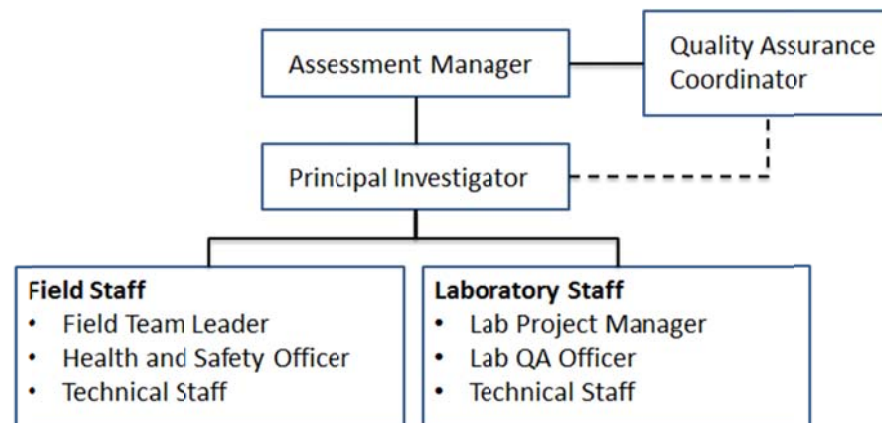 Assessment Manager
Quality Assurance
Coordinator
Principal Investigator
Field Staff
• Field Team Leader
• Health and Safety Officer
• Technical Staff
Laboratory Staff
• Lab Project Manager
• Lab QA Officer
• Technical Staff